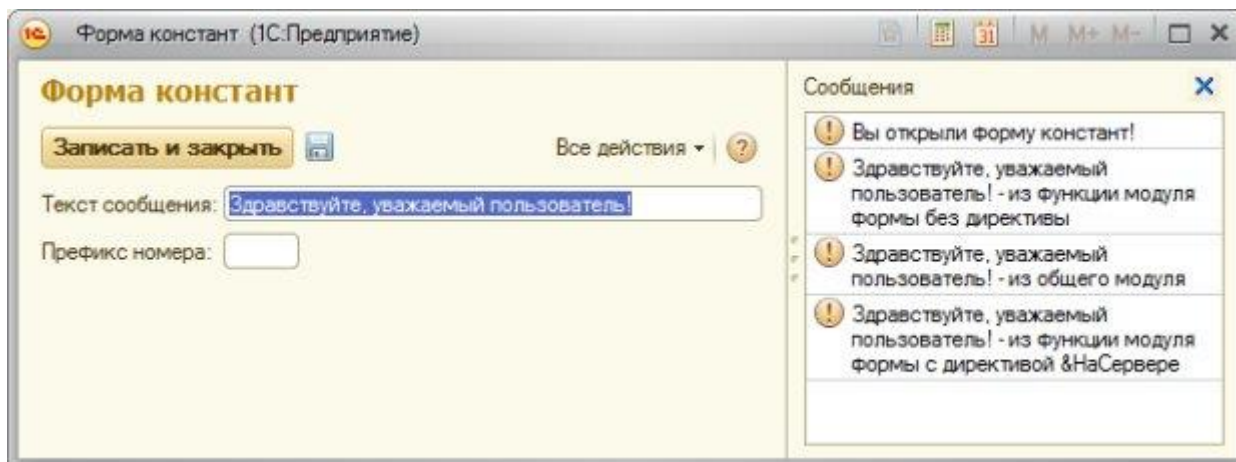 1С Форма констант (1С:Предприятие) 31 M M+ M-
Форма констант
Записать и закрыть Все действия ?
Текст сообщения: Здравствуйте, уважаемый пользователь!
Префикс номера:
Сообщения
Вы открыли форму констант!
Здравствуйте, уважаемый
пользователь! - из функции модуля
формы без директивы
Здравствуйте, уважаемый
пользователь! - из общего модуля
Здравствуйте, уважаемый
пользователь! - из функции модуля
формы с директивой &НаСервере